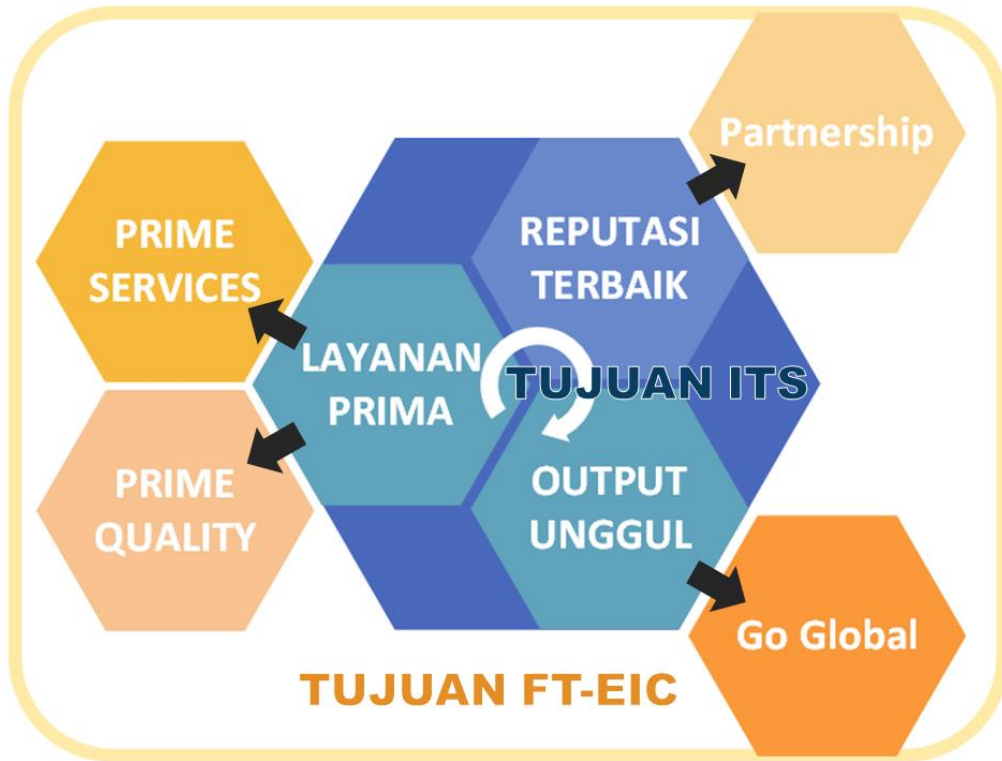 Partnership
PRIME
SERVICES
REPUTASI
TERBAIK
LAYANAN
PRIMA
TUJUAN ITS
PRIME
QUALITY
OUTPUT
UNGGUL
Go Global
TUJUAN FT-EIC